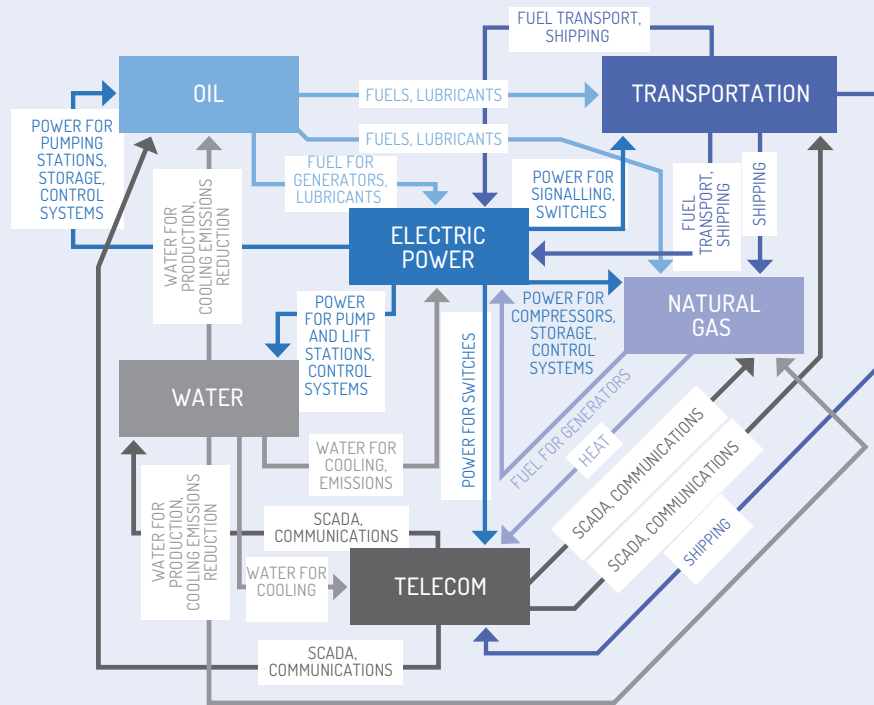 FUEL TRANSPORT,
SHIPPING
OIL
TRANSPORTATION
FUELS, LUBRICANTS
POWER FOR
PUMPING
STATIONS,
STORAGE,
CONTROL
SYSTEMS
FUELS, LUBRICANTS
FUEL FOR
GENERATORS,
LUBRICANTS
POWER FOR
SIGNALLING,
SWITCHES
FUEL
TRANSPORT,
SHIPPING
SHIPPING
WATER FOR
PRODUCTION,
COOLING EMISSIONS
REDUCTION
ELECTRIC
POWER
NATURAL
GAS
POWER
FOR PUMP
AND LIFT
STATIONS,
CONTROL
SYSTEMS
POWER FOR
COMPRESSORS,
STORAGE,
CONTROL
SYSTEMS
WATER
POWER FOR SWITCHES
FUEL FOR GENERATORS
HEAT
WATER FOR
COOLING,
EMISSIONS
SCADA, COMMUNICATIONS
SCADA, COMMUNICATIONS
SHIPPING
WATER FOR
PRODUCTION,
COOLING EMISSIONS
REDUCTION
SCADA,
COMMUNICATIONS
WATER FOR
COOLING
TELECOM
SCADA,
COMMUNICATIONS